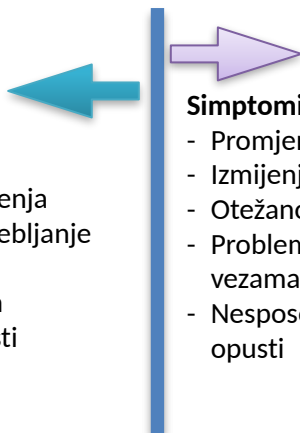 enja
ebljanje
sti
Simptomi
- Promjen
- Izmijenj
- Otežano
- Problem
vezama
- Nesposo
opusti